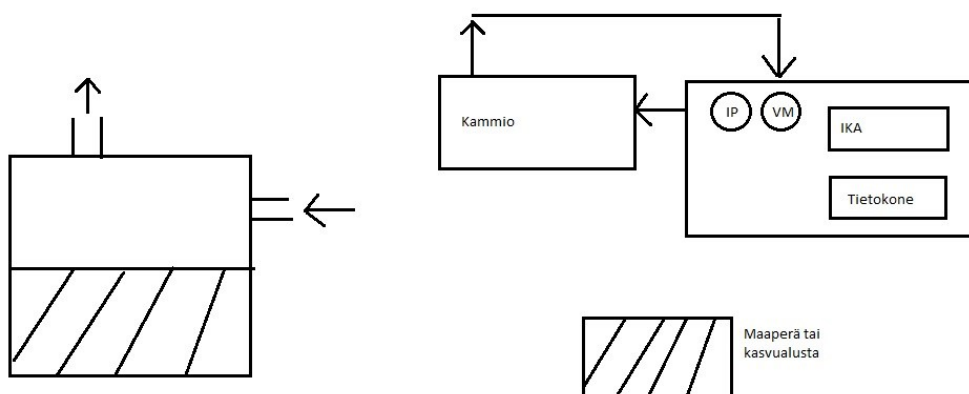 Kammio
IP
VM
IKA
Tietokone
Maaperä tai
kasvualusta